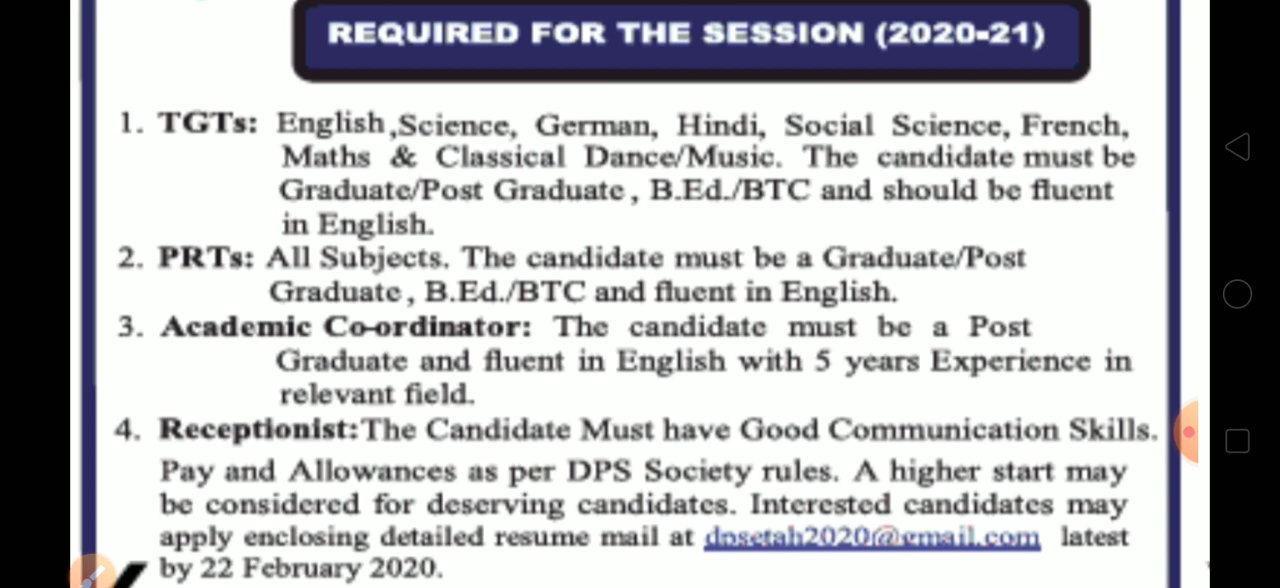 REQUIRED FOR THE SESSION (2020-21)
1. TGTs: English,Science, German, Hindi, Social Science, French,
Maths & Classical Dance/Music. The candidate must be
Graduate/Post Graduate, B.Ed./BTC and should be fluent
in English.
2. PRTs: All Subjects. The candidate must be a Graduate/Post
Graduate, B.Ed./BTC and fluent in English.
3. Academic Co-ordinator: The candidate must be a Post
Graduate and fluent in English with 5 years Experience in
relevant field.
4. Receptionist:The Candidate Must have Good Communication Skills.
Pay and Allowances as per DPS Society rules. A higher start may
be considered for deserving candidates. Interested candidates may
apply enclosing detailed resume mail at dpsetah2020@gmail.com latest
by 22 February 2020.